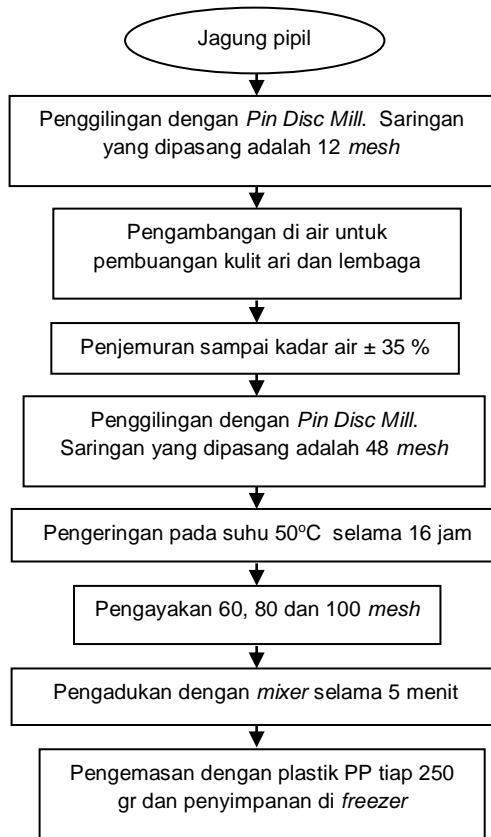 Jagung pipil
Penggilingan dengan Pin Disc Mill. Saringan
yang dipasang adalah 12 mesh
Pengambangan di air untuk
pembuangan kulit ari dan lembaga
Penjemuran sampai kadar air ± 35 %
Penggilingan dengan Pin Disc Mill.
Saringan yang dipasang adalah 48 mesh
Pengeringan pada suhu 50°C selama 16 jam
Pengayakan 60, 80 dan 100 mesh
Pengadukan dengan mixer selama 5 menit
Pengemasan dengan plastik PP tiap 250
gr dan penyimpanan di freezer